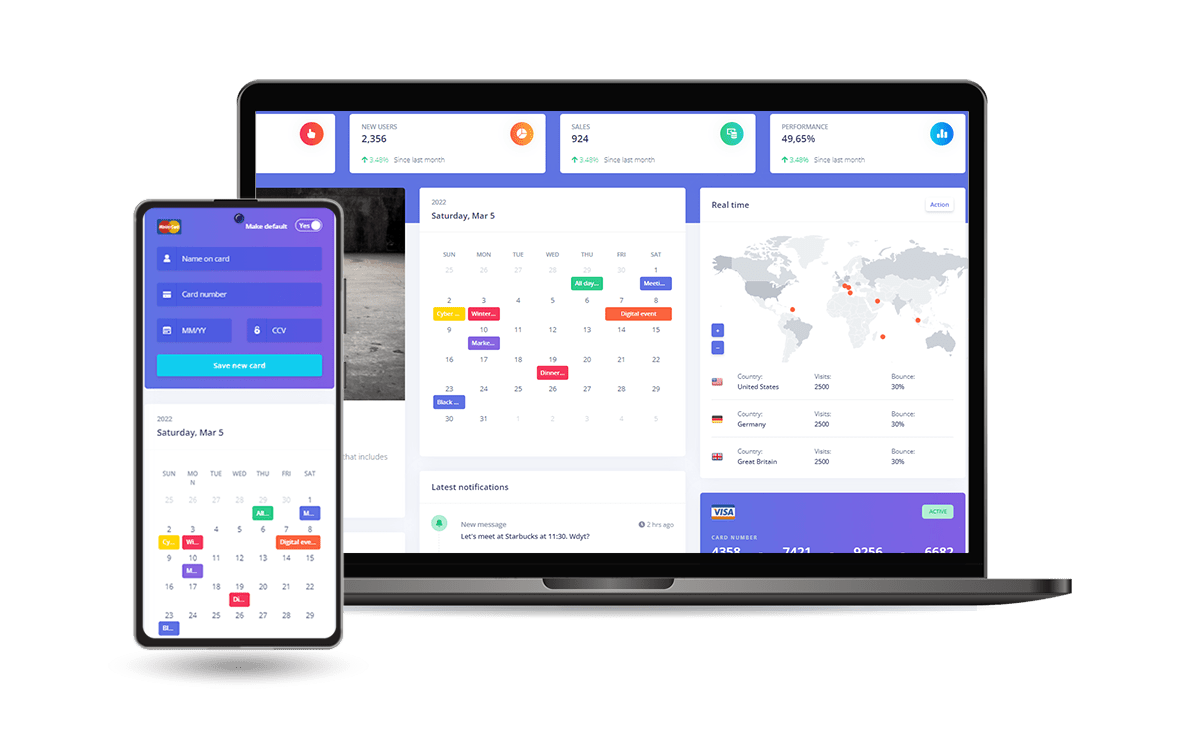 NEW USERS
2,356
3.48% Since last month
SALES
924
3.48% Since last month
PERFORMANCE
49,65%
3.48% Since last month
that includes
2022
Saturday, Mar 5
SUN MON TUE WED THU FRI SAT
25 26 27 28 29 30 1
All day... Meeti...
2 3 4 5 6 7 8
Cyber ... Winter... Digital event
9 10 11 12 13 14 15
Marke...
16 17 18 19 20 21 22
Dinner...
23 24 25 26 27 28 29
Black ...
30 31 1 2 3 4 5
Latest notifications
New message
2 hrs ago
Let's meet at Starbucks at 11:30. Wdyt?
Real time
Action
+
−
Country: Visits: Bounce:
United States 2500 30%
Country: Visits: Bounce:
Germany 2500 30%
Country: Visits: Bounce:
Great Britain 2500 30%
VISA
ACTIVE
CARD NUMBER
4358 - 7421 - 9256 - 6682
MasterCard
Make default Yes
Name on card
Card number
MM/YY CCV
Save new card
2022
Saturday, Mar 5
SUN MO TUE WED THU FRI SAT
N
25 26 27 28 29 30 1
All... M...
2 3 4 5 6 7 8
Cy... Wi... Digital eve...
9 10 11 12 13 14 15
M...
16 17 18 19 20 21 22
Di...
23 24 25 26 27 28 29
Bl...